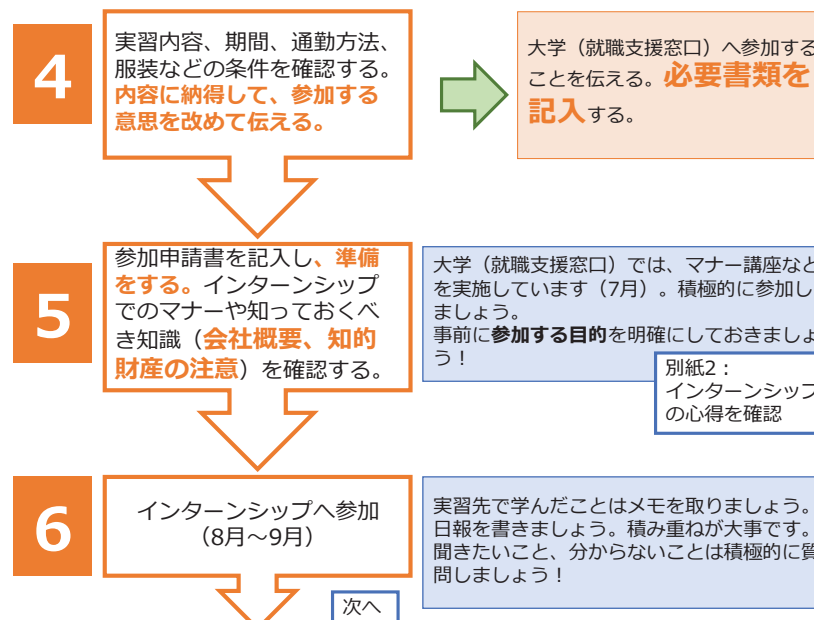 4
実習内容、期間、通勤方法、
服装などの条件を確認する。
内容に納得して、参加する
意思を改めて伝える。
大学（就職支援窓口）へ参加する
ことを伝える。必要書類を
記入する。
5
参加申請書を記入し、準備
をする。インターンシップ
でのマナーや知っておくべ
き知識（会社概要、知的
財産の注意）を確認する。
大学（就職支援窓口）では、マナー講座など
を実施しています（7月）。積極的に参加し
ましょう。
事前に参加する目的を明確にしておきましょ
う！
別紙2：
インターンシップ
の心得を確認
6
インターンシップへ参加
（8月～9月）
実習先で学んだことはメモを取りましょう。
日報を書きましょう。積み重ねが大事です。
聞きたいこと、分からないことは積極的に質
問しましょう！
次へ